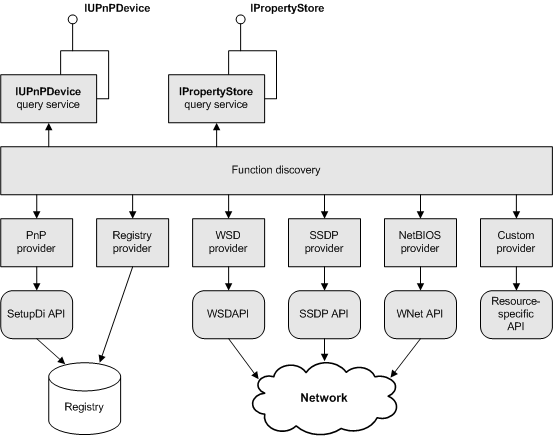 IUPnPDevice
IPropertyStore
IUPnPDevice
query service
IPropertyStore
query service
Function discovery
PnP
provider
Registry
provider
WSD
provider
SSDP
provider
NetBIOS
provider
Custom
provider
SetupDi API
WSDAPI
SSDP API
WNet API
Resource-
specific
API
Registry
Network